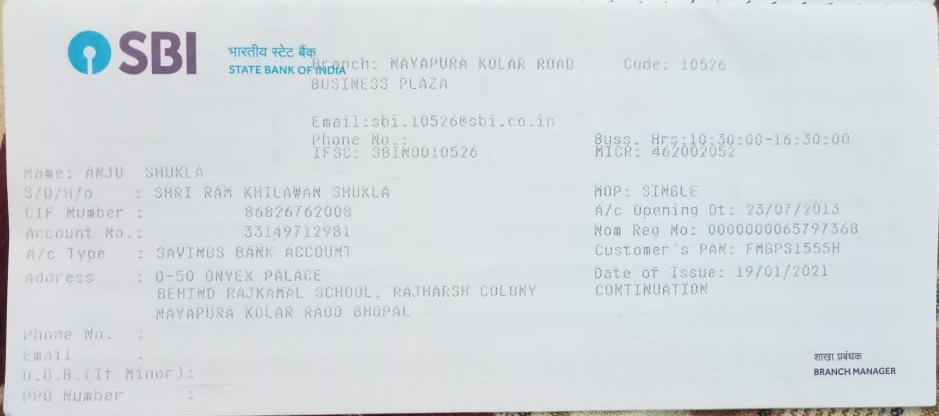 SBI
भारतीय स्टेट बैंक
STATE BANK OF INDIA
Branch: NAYAPURA KOLAR ROAD Code: 10526
BUSINESS PLAZA
Email:sbi.10526@sbi.co.in
Phone No.: Buss. Hrs:10:30:00-16:30:00
IFSC: SBIN0010526 MICR: 462002052
Name: ANJU SHUKLA
S/D/H/o : SHRI RAM KHILAWAN SHUKLA MOP: SINGLE
CIF Number : 86826762008 A/c Opening Dt: 23/07/2013
Account No.: 33149712981 Nom Reg No: 0000000065797368
A/c Type : SAVINGS BANK ACCOUNT Customer's PAN: FMGPS1555H
Address : D-50 ONYEX PALACE Date of Issue: 19/01/2021
BEHIND RAJKAMAL SCHOOL, RAJHARSH COLONY CONTINUATION
NAYAPURA KOLAR RAOD BHOPAL
Phone No. :
Email :
D.O.B.(If Minor):
PPO Number :
शाखा प्रबंधक
BRANCH MANAGER